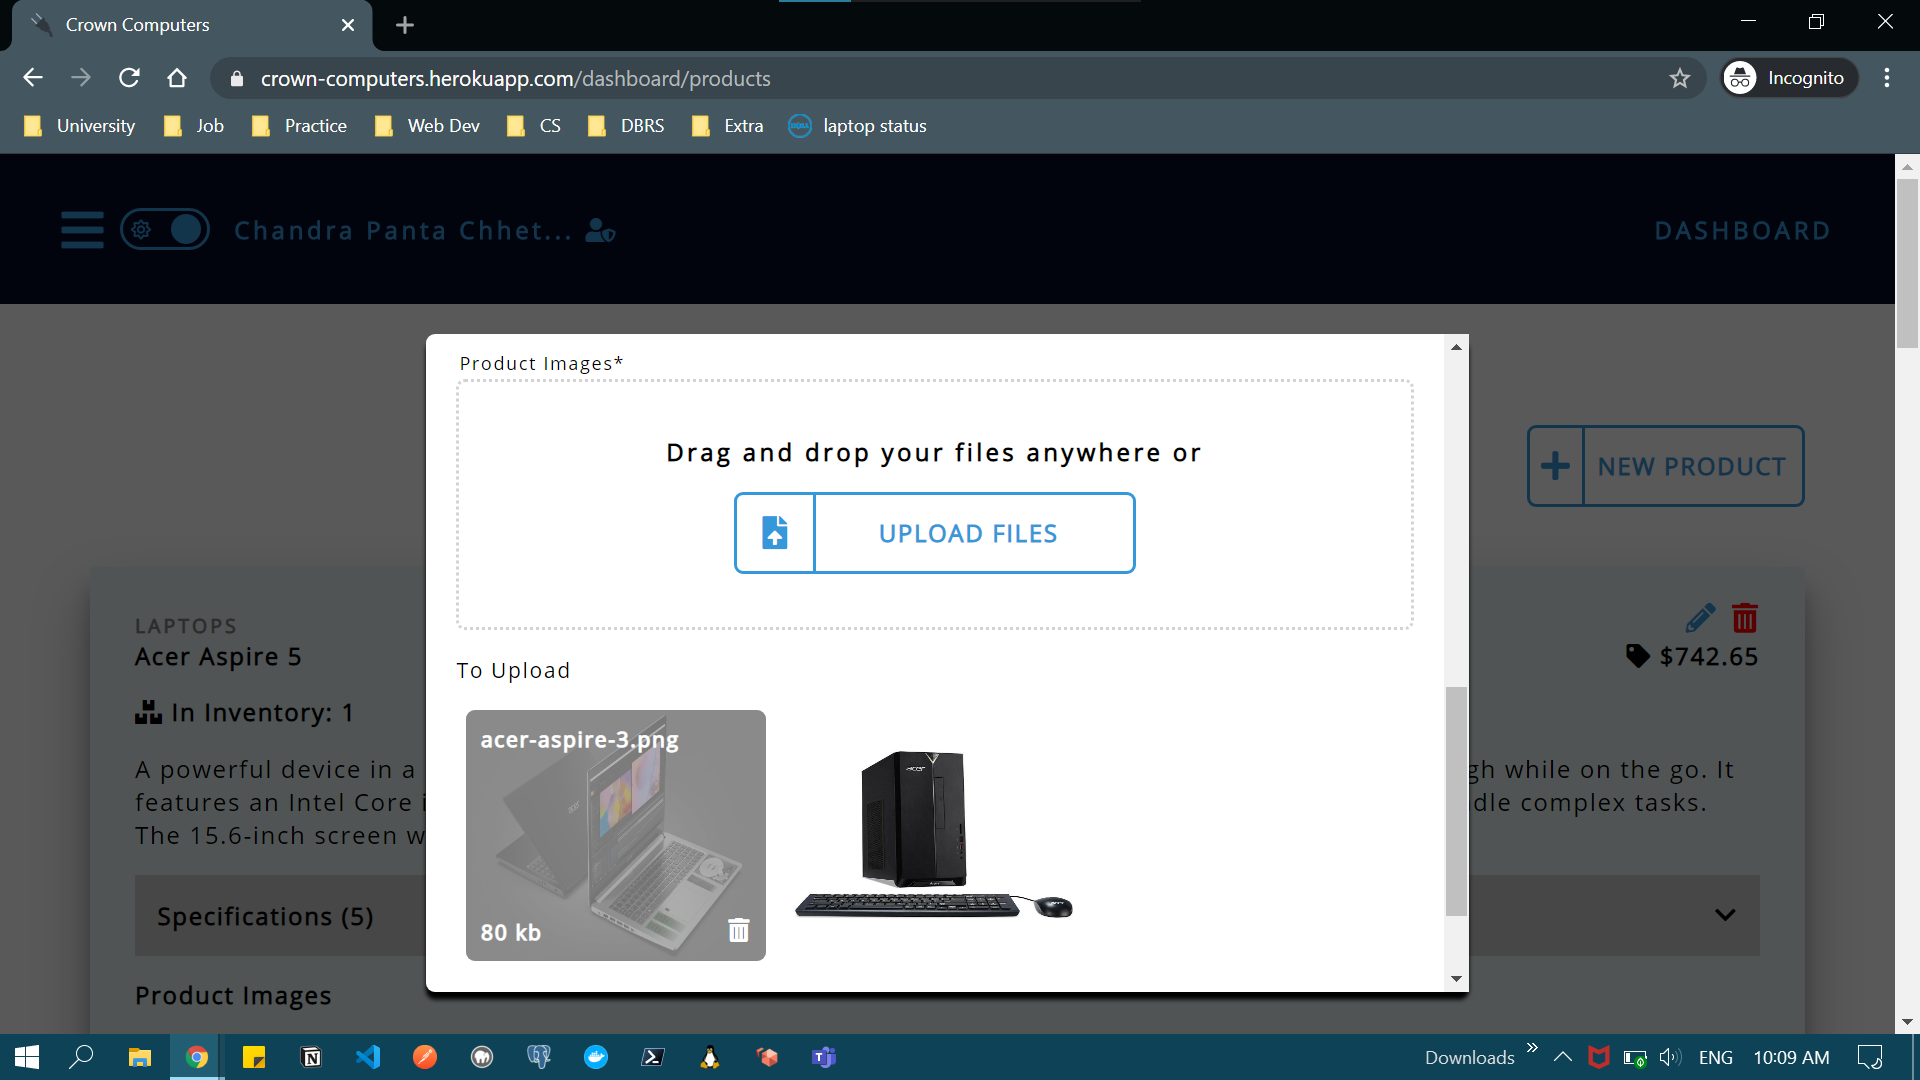 Crown Computers
crown-computers.herokuapp.com/dashboard/products
Incognito
University
Job
Practice
Web Dev
CS
DBRS
Extra
DELL
laptop status
Chandra Panta Chhet...
DASHBOARD
Product Images*
Drag and drop your files anywhere or
UPLOAD FILES
NEW PRODUCT
LAPTOPS
Acer Aspire 5
$742.65
In Inventory: 1
To Upload
acer-aspire-3.png
80 kb
acer
A powerful device in a
gh while on the go. It
features an Intel Core i
dle complex tasks.
The 15.6-inch screen w
Specifications (5)
Product Images
Downloads
ENG
10:09 AM